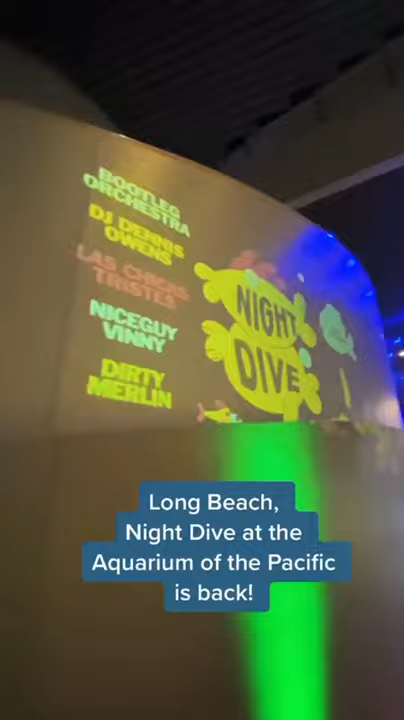 BOOTLEG
ORCHESTRA
DJ DENNIS
OWENS
LAS CHICAS
TRISTES
NICEGUY
VINNY
DIRTY
MERLIN
NIGHT
DIVE
Long Beach,
Night Dive at the
Aquarium of the Pacific
is back!